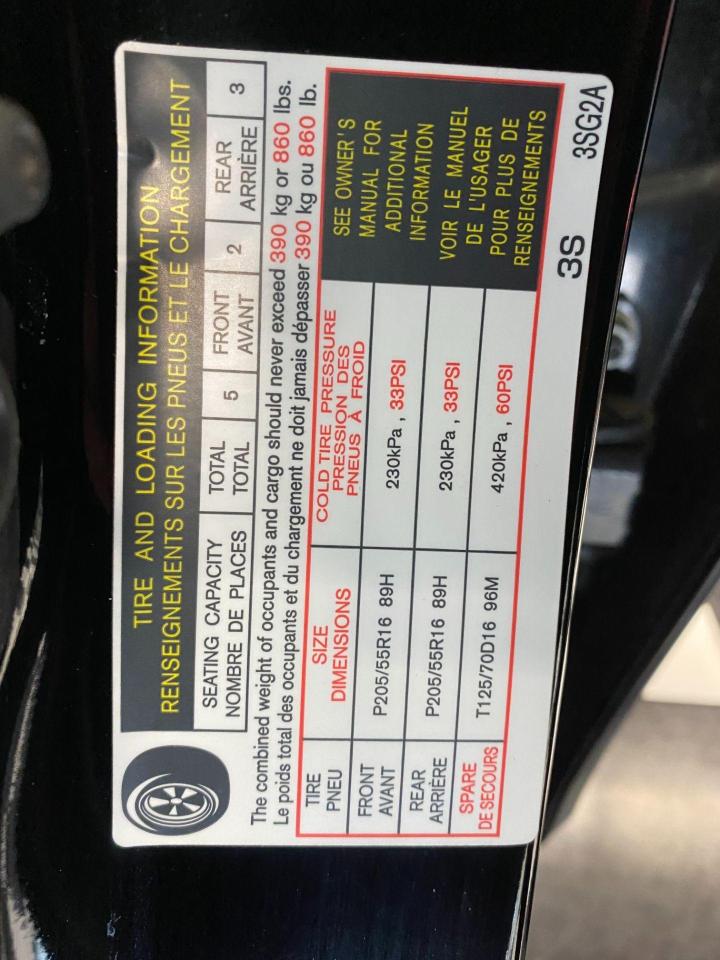 TIRE AND LOADING INFORMATION
RENSEIGNEMENTS SUR LES PNEUS ET LE CHARGEMENT
SEATING CAPACITY
NOMBRE DE PLACES
TOTAL
TOTAL
5
FRONT
AVANT
2
REAR
ARRIÈRE
3
The combined weight of occupants and cargo should never exceed 390 kg or 860 lbs.
Le poids total des occupants et du chargement ne doit jamais dépasser 390 kg ou 860 lb.
TIRE
PNEU
SIZE
DIMENSIONS
COLD TIRE PRESSURE
PRESSION DES
PNEUS À FROID
FRONT
AVANT
P205/55R16 89H
230kPa , 33PSI
REAR
ARRIÈRE
P205/55R16 89H
230kPa , 33PSI
SPARE
DE SECOURS
T125/70D16 96M
420kPa , 60PSI
SEE OWNER'S
MANUAL FOR
ADDITIONAL
INFORMATION
VOIR LE MANUEL
DE L'USAGER
POUR PLUS DE
RENSEIGNEMENTS
3S
3SG2A